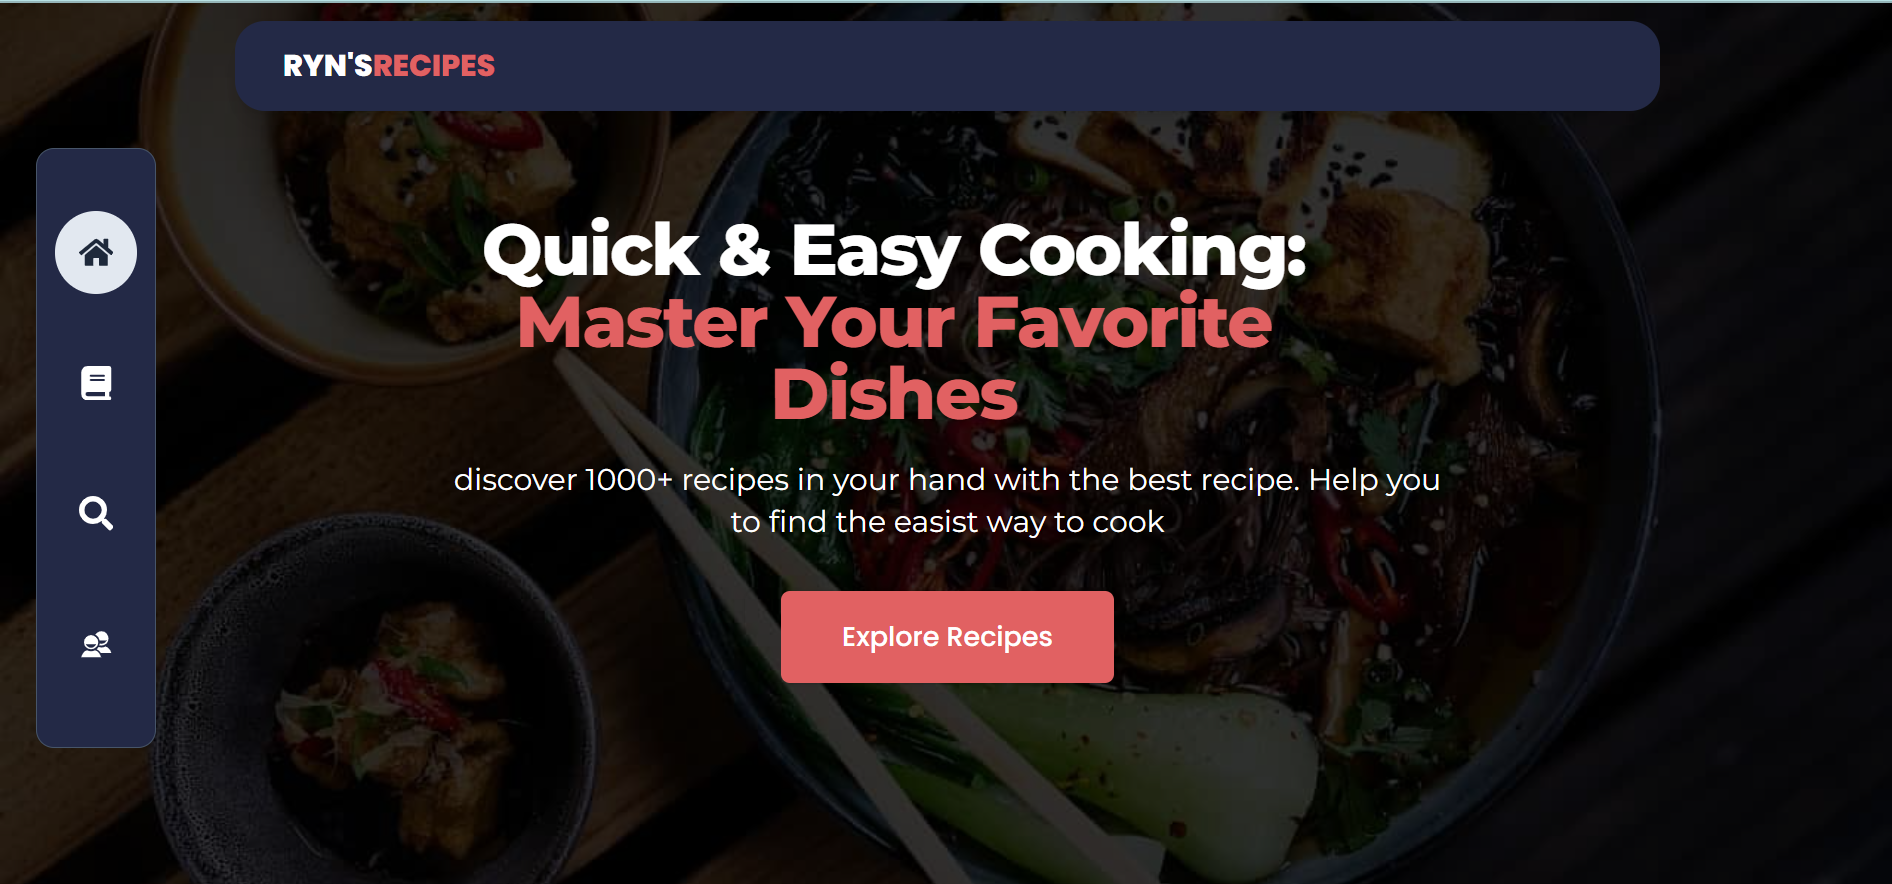 RYN'SRECIPES
Quick & Easy Cooking:
Master Your Favorite
Dishes
discover 1000+ recipes in your hand with the best recipe. Help you
to find the easist way to cook
Explore Recipes